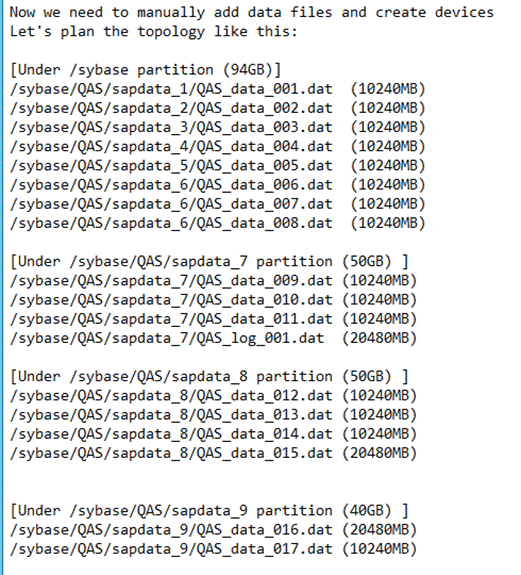 Now we need to manually add data files and create devices
Let's plan the topology like this:
[Under /sybase partition (94GB)]
/sybase/QAS/sapdata_1/QAS_data_001.dat (10240MB)
/sybase/QAS/sapdata_2/QAS_data_002.dat (10240MB)
/sybase/QAS/sapdata_3/QAS_data_003.dat (10240MB)
/sybase/QAS/sapdata_4/QAS_data_004.dat (10240MB)
/sybase/QAS/sapdata_5/QAS_data_005.dat (10240MB)
/sybase/QAS/sapdata_6/QAS_data_006.dat (10240MB)
/sybase/QAS/sapdata_6/QAS_data_007.dat (10240MB)
/sybase/QAS/sapdata_6/QAS_data_008.dat (10240MB)
[Under /sybase/QAS/sapdata_7 partition (50GB) ]
/sybase/QAS/sapdata_7/QAS_data_009.dat (10240MB)
/sybase/QAS/sapdata_7/QAS_data_010.dat (10240MB)
/sybase/QAS/sapdata_7/QAS_data_011.dat (10240MB)
/sybase/QAS/sapdata_7/QAS_log_001.dat (20480MB)
[Under /sybase/QAS/sapdata_8 partition (50GB) ]
/sybase/QAS/sapdata_8/QAS_data_012.dat (10240MB)
/sybase/QAS/sapdata_8/QAS_data_013.dat (10240MB)
/sybase/QAS/sapdata_8/QAS_data_014.dat (10240MB)
/sybase/QAS/sapdata_8/QAS_data_015.dat (20480MB)
[Under /sybase/QAS/sapdata_9 partition (40GB) ]
/sybase/QAS/sapdata_9/QAS_data_016.dat (20480MB)
/sybase/QAS/sapdata_9/QAS_data_017.dat (10240MB)